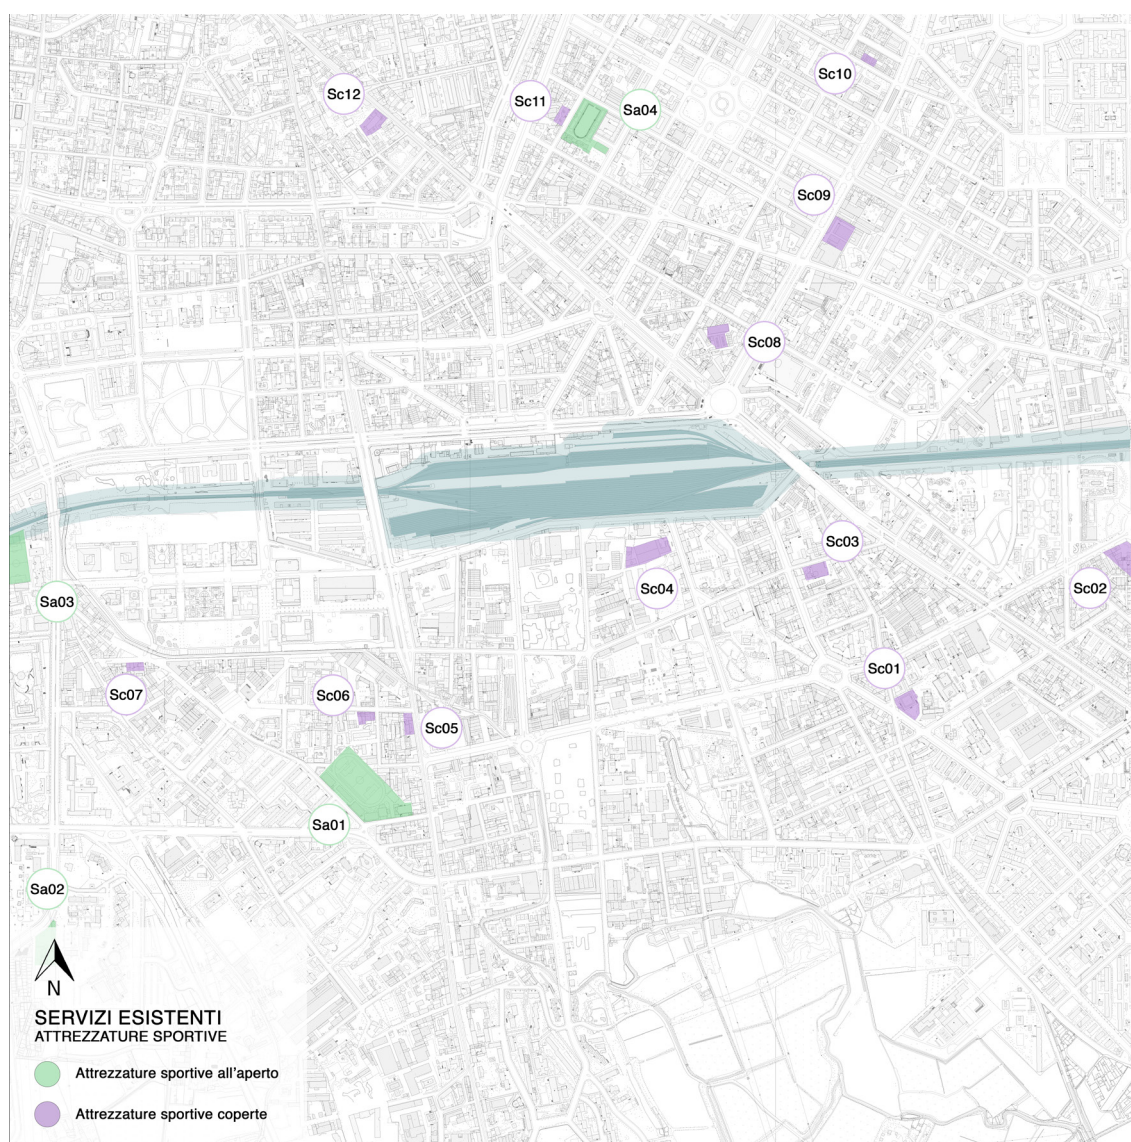 Sc10
Sc12
Sc11
Sa04
Sc09
Sc08
Sc03
Sc04
Sc02
Sa03
Sc01
Sc07
Sc06
Sc05
Sa01
Sa02
N
SERVIZI ESISTENTI
ATTREZZATURE SPORTIVE
Attrezzature sportive all'aperto
Attrezzature sportive coperte